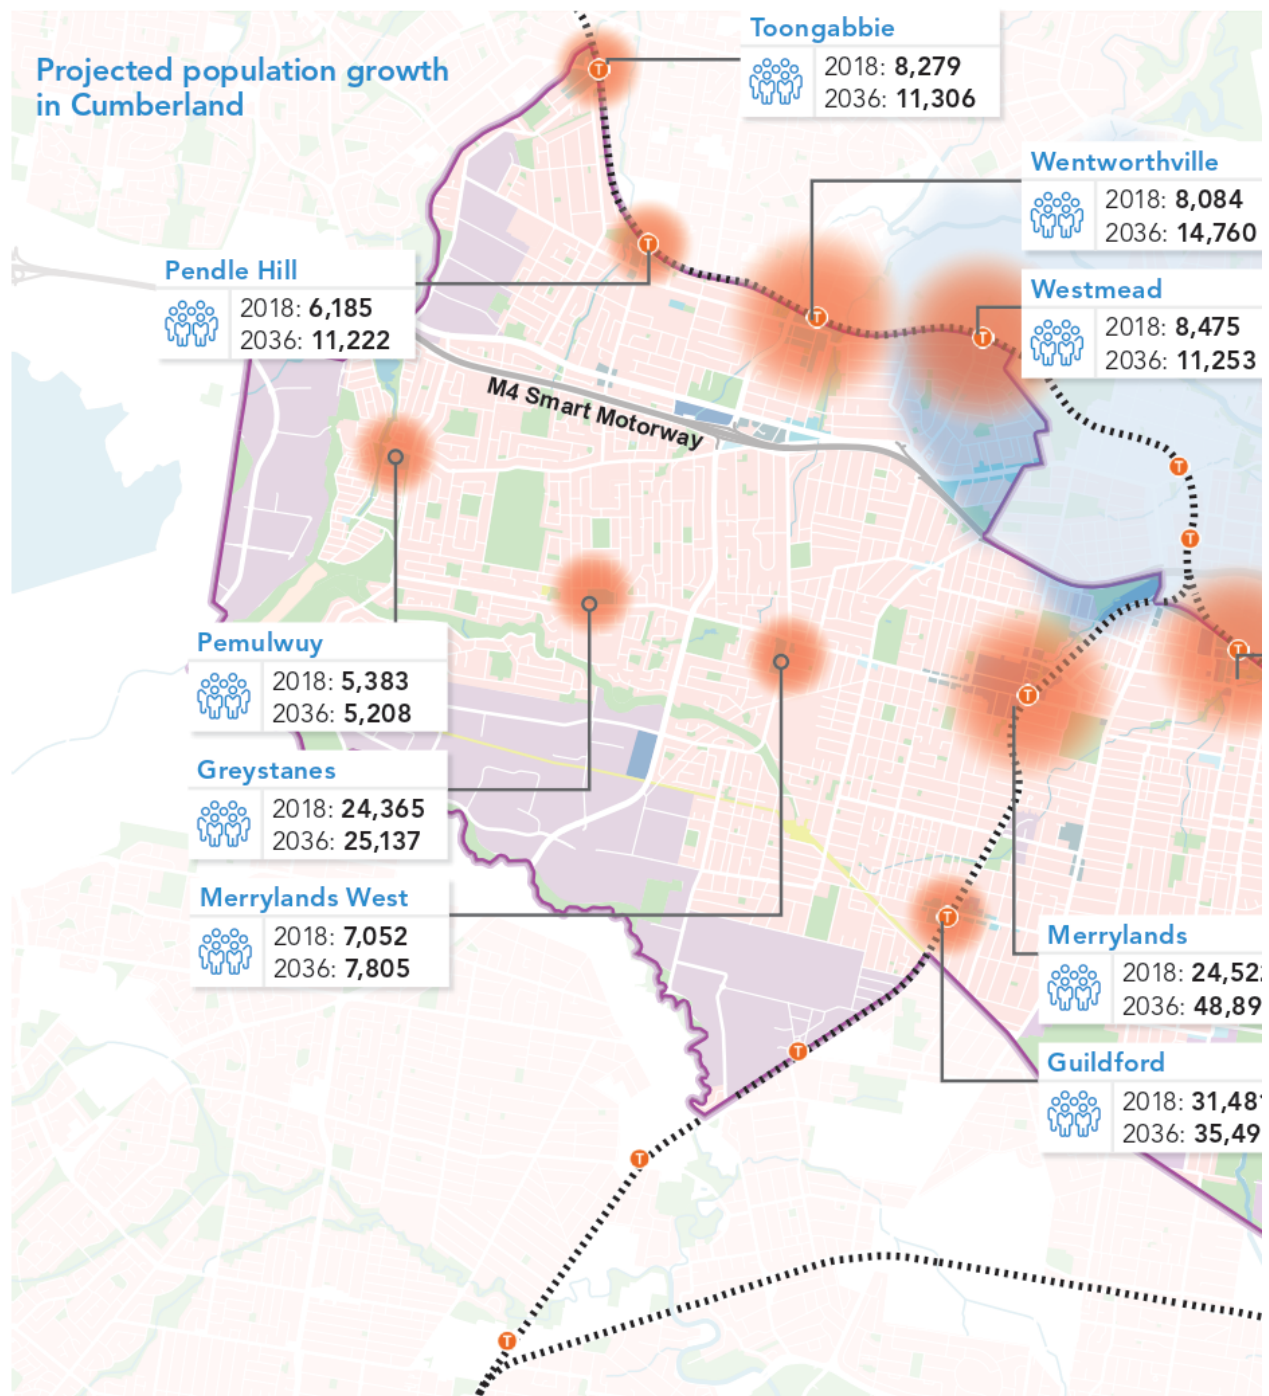 Projected population growth
in Cumberland
Toongabbie
2018: 8,279
2036: 11,306
Wentworthville
2018: 8,084
2036: 14,760
Pendle Hill
2018: 6,185
2036: 11,222
Westmead
2018: 8,475
2036: 11,253
M4 Smart Motorway
Pemulwuy
2018: 5,383
2036: 5,208
Greystanes
2018: 24,365
2036: 25,137
Merrylands West
2018: 7,052
2036: 7,805
Merrylands
2018:
2036:
Guildford
2018:
2036:
T
T
T
T
T
T
T
T
T
T
T
T